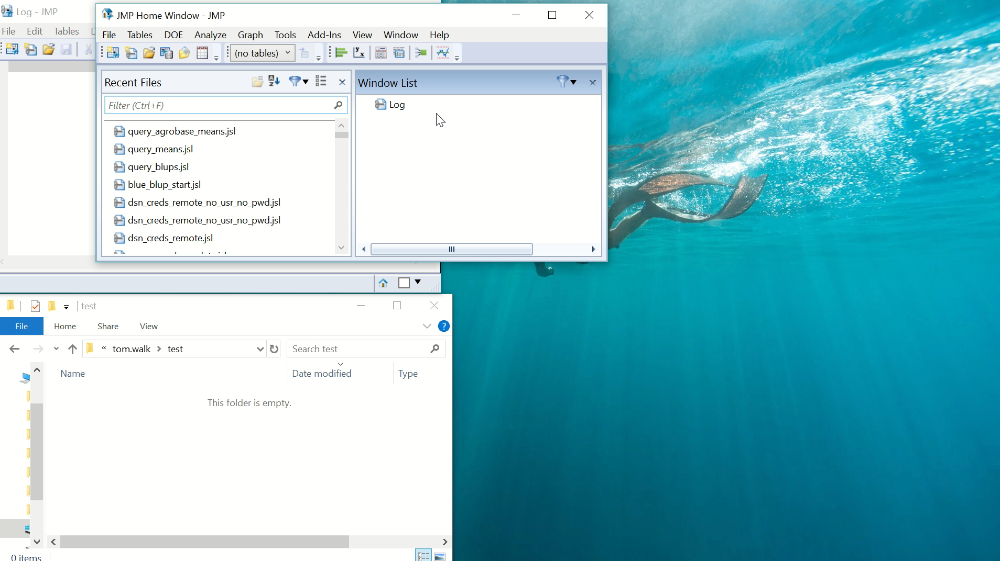 Log - JMP
File Edit Tables D
JMP Home Window - JMP
File Tables DOE Analyze Graph Tools Add-Ins View Window Help
(no tables)
Recent Files
Filter (Ctrl+F)
query_agrobase_means.jsl
query_means.jsl
query_blups.jsl
blue_blup_start.jsl
dsn_creds_remote_no_usr_no_pwd.jsl
dsn_creds_remote_no_usr_no_pwd.jsl
dsn_creds_remote.jsl
Window List
Log
test
File Home Share View
« tom.walk > test
Search test
Name Date modified Type
This folder is empty.
0 items